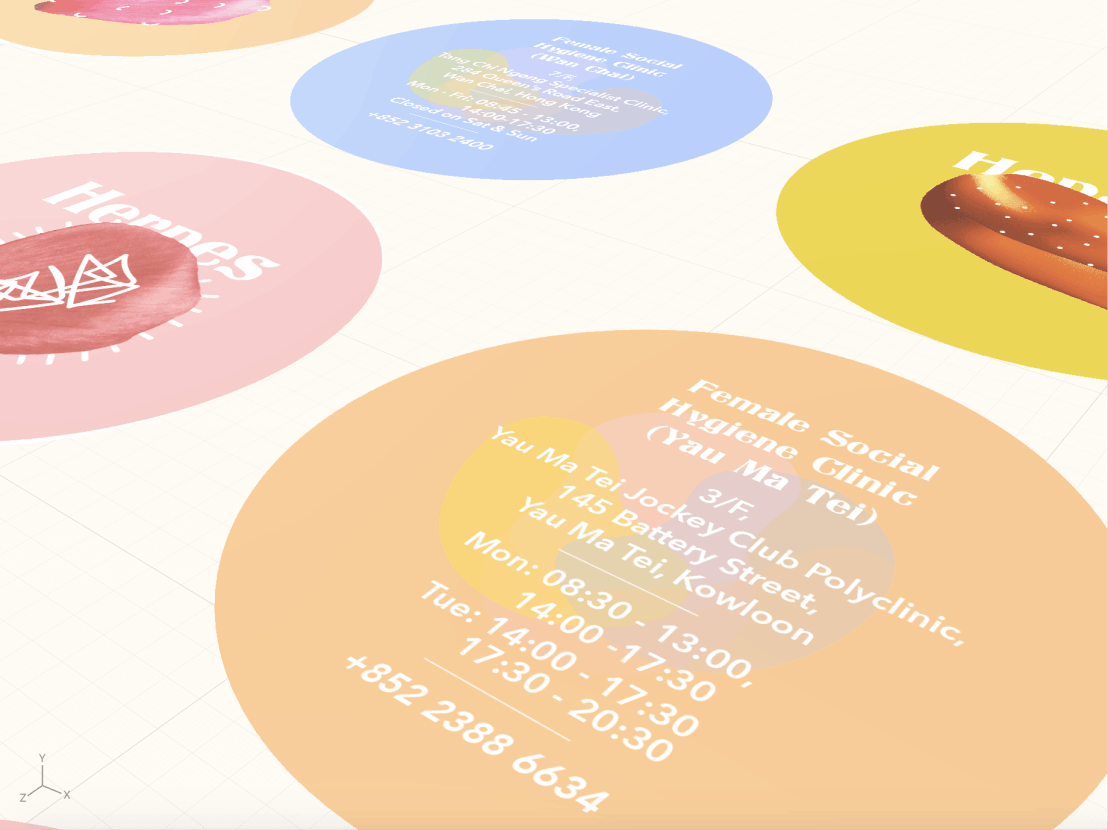 Female Social
Hygiene Clinic
(Wan Chai)
7/F,
Tang Chi Ngong Specialist Clinic,
284 Queen's Road East,
Wan Chai, Hong Kong
Mon - Fri: 08:45 - 13:00,
14:00-17:30
Closed on Sat & Sun
+852 3103 2400
Herpes
Female Social
Hygiene Clinic
(Yau Ma Tei)
3/F,
Yau Ma Tei Jockey Club Polyclinic,
145 Battery Street,
Yau Ma Tei, Kowloon
Mon: 08:30 - 13:00,
14:00 -17:30
Tue: 14:00 - 17:30
17:30 - 20:30
+852 2388 6634
Y
Z
X